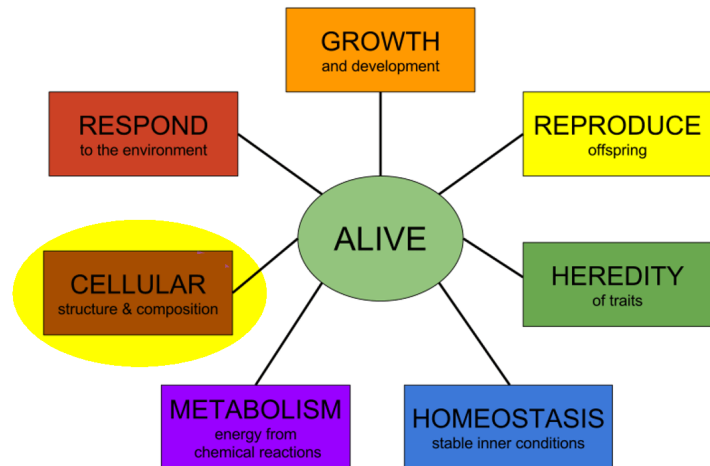 GROWTH
and development
RESPOND
to the environment
REPRODUCE
offspring
ALIVE
CELLULAR
structure & composition
HEREDITY
of traits
METABOLISM
energy from
chemical reactions
HOMEOSTASIS
stable inner conditions